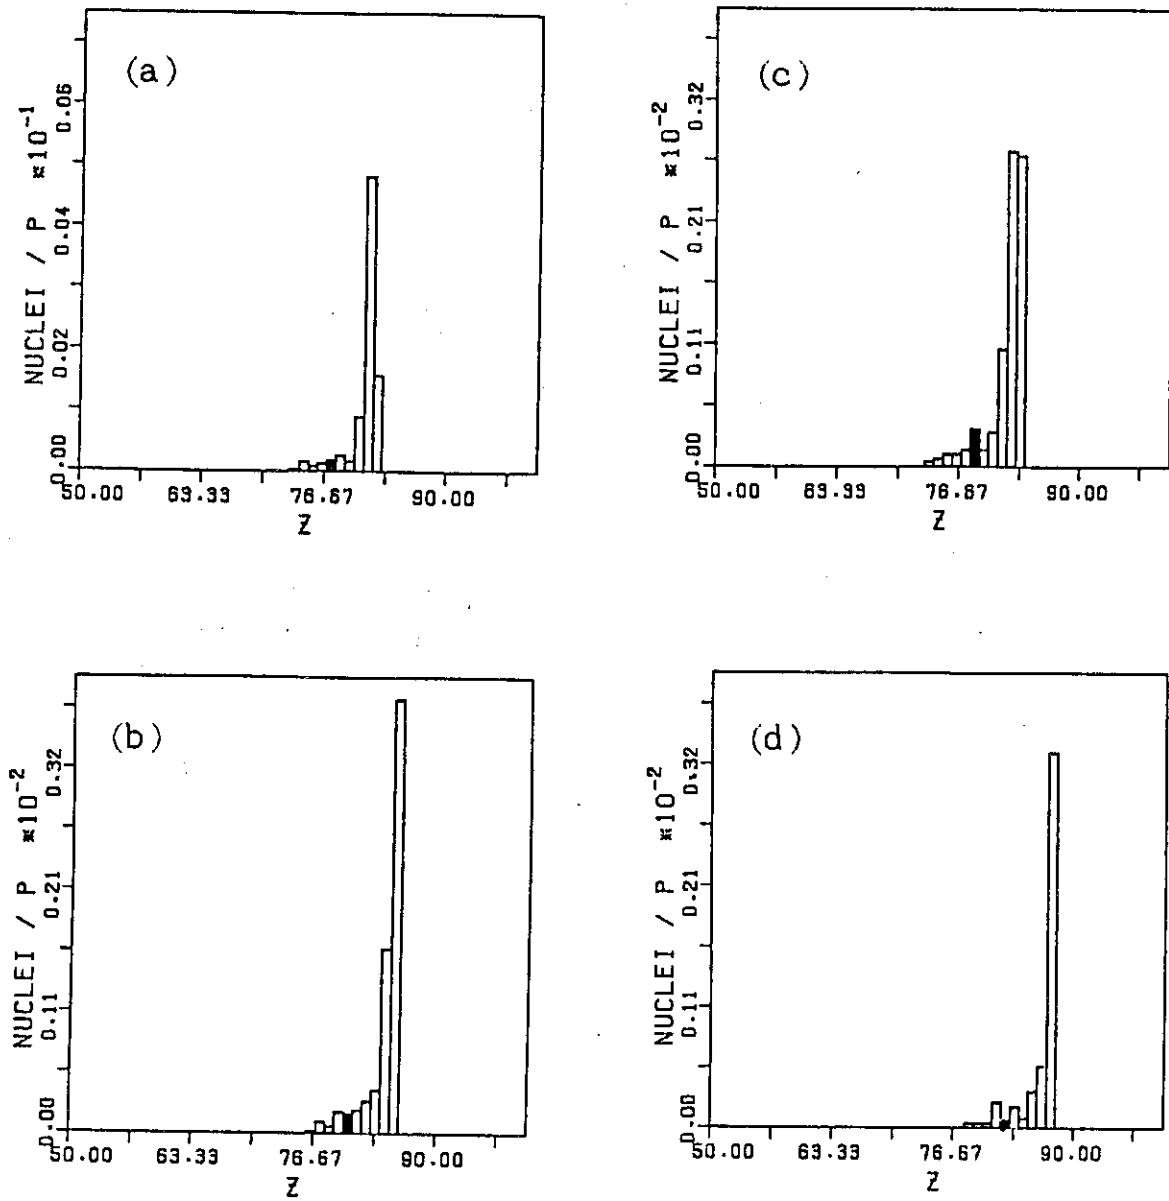 (a)
NUCLEI / P *10⁻¹
0.00 0.02 0.04 0.06
50.00 63.33 76.67 90.00
Z
(c)
NUCLEI / P *10⁻²
0.00 0.11 0.21 0.32
50.00 63.33 76.67 90.00
Z
(b)
NUCLEI / P *10⁻²
0.00 0.11 0.21 0.32
50.00 63.33 76.67 90.00
Z
(d)
NUCLEI / P *10⁻²
0.00 0.11 0.21 0.32
50.00 63.33 76.67 90.00
Z